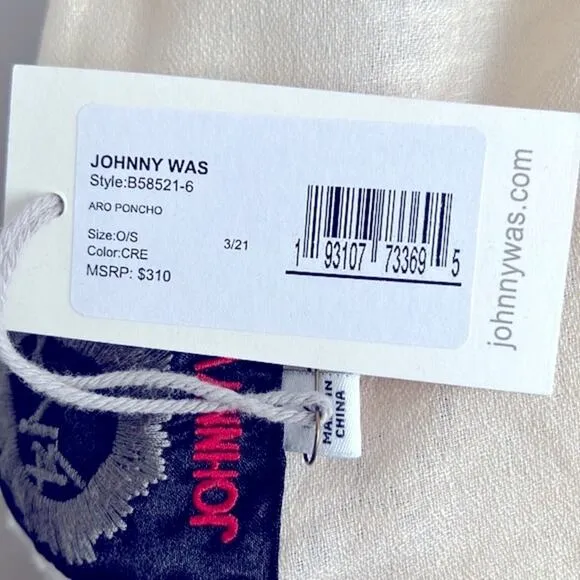 JOHNNY WAS
Style:B58521-6
ARO PONCHO
Size:O/S
3/21
Color:CRE
MSRP: $310
1 93107 73369 5
johnnywas.com
JOHNNY WA
MADE IN
CHINA